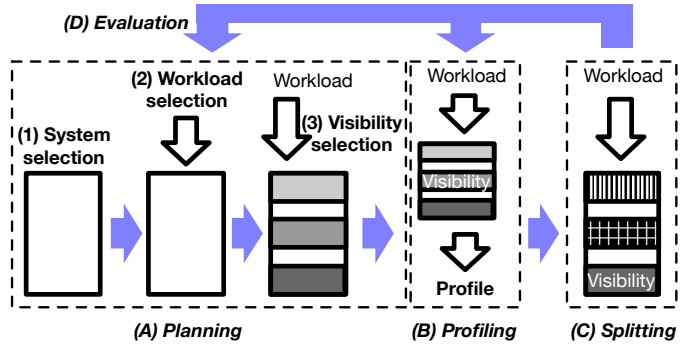 (D) Evaluation
(2) Workload
selection
Workload
(1) System
selection
(3) Visibility
selection
Workload
Visibility
Profile
Workload
Visibility
(A) Planning
(B) Profiling
(C) Splitting